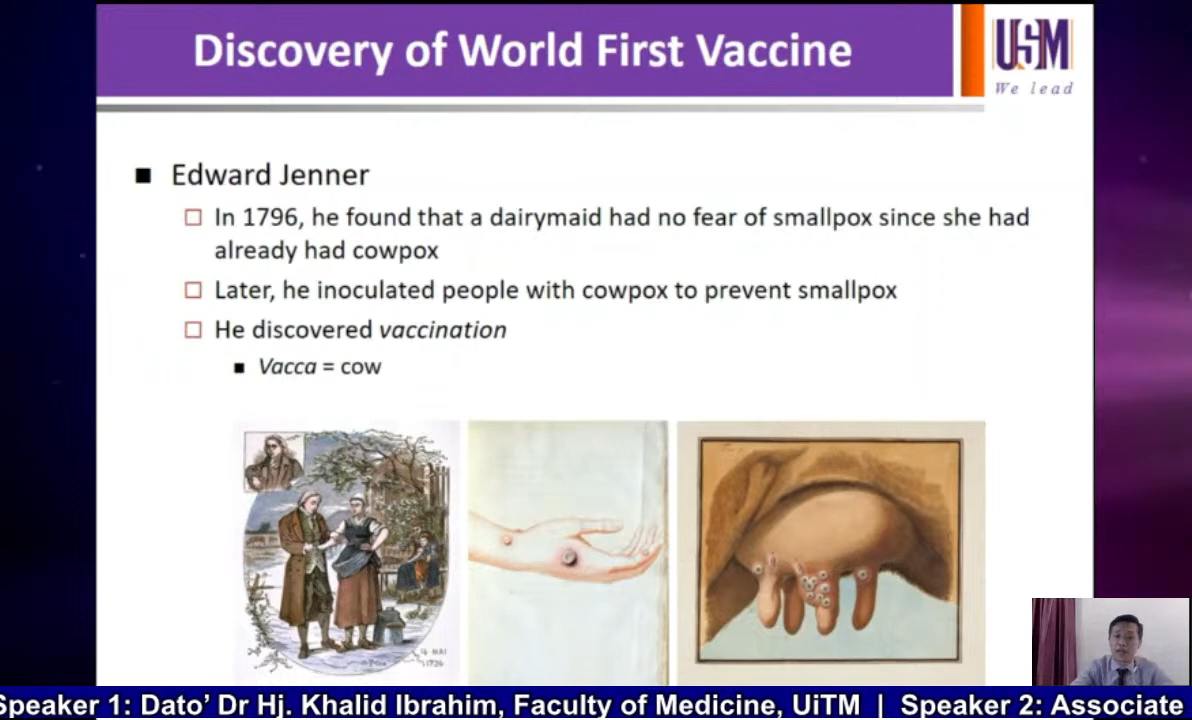 Discovery of World First Vaccine
USM
We lead
Edward Jenner
In 1796, he found that a dairymaid had no fear of smallpox since she had
already had cowpox
Later, he inoculated people with cowpox to prevent smallpox
He discovered vaccination
Vacca = cow
14 MAI
Speaker 1: Dato’ Dr Hj. Khalid Ibrahim, Faculty of Medicine, UiTM | Speaker 2: Associate